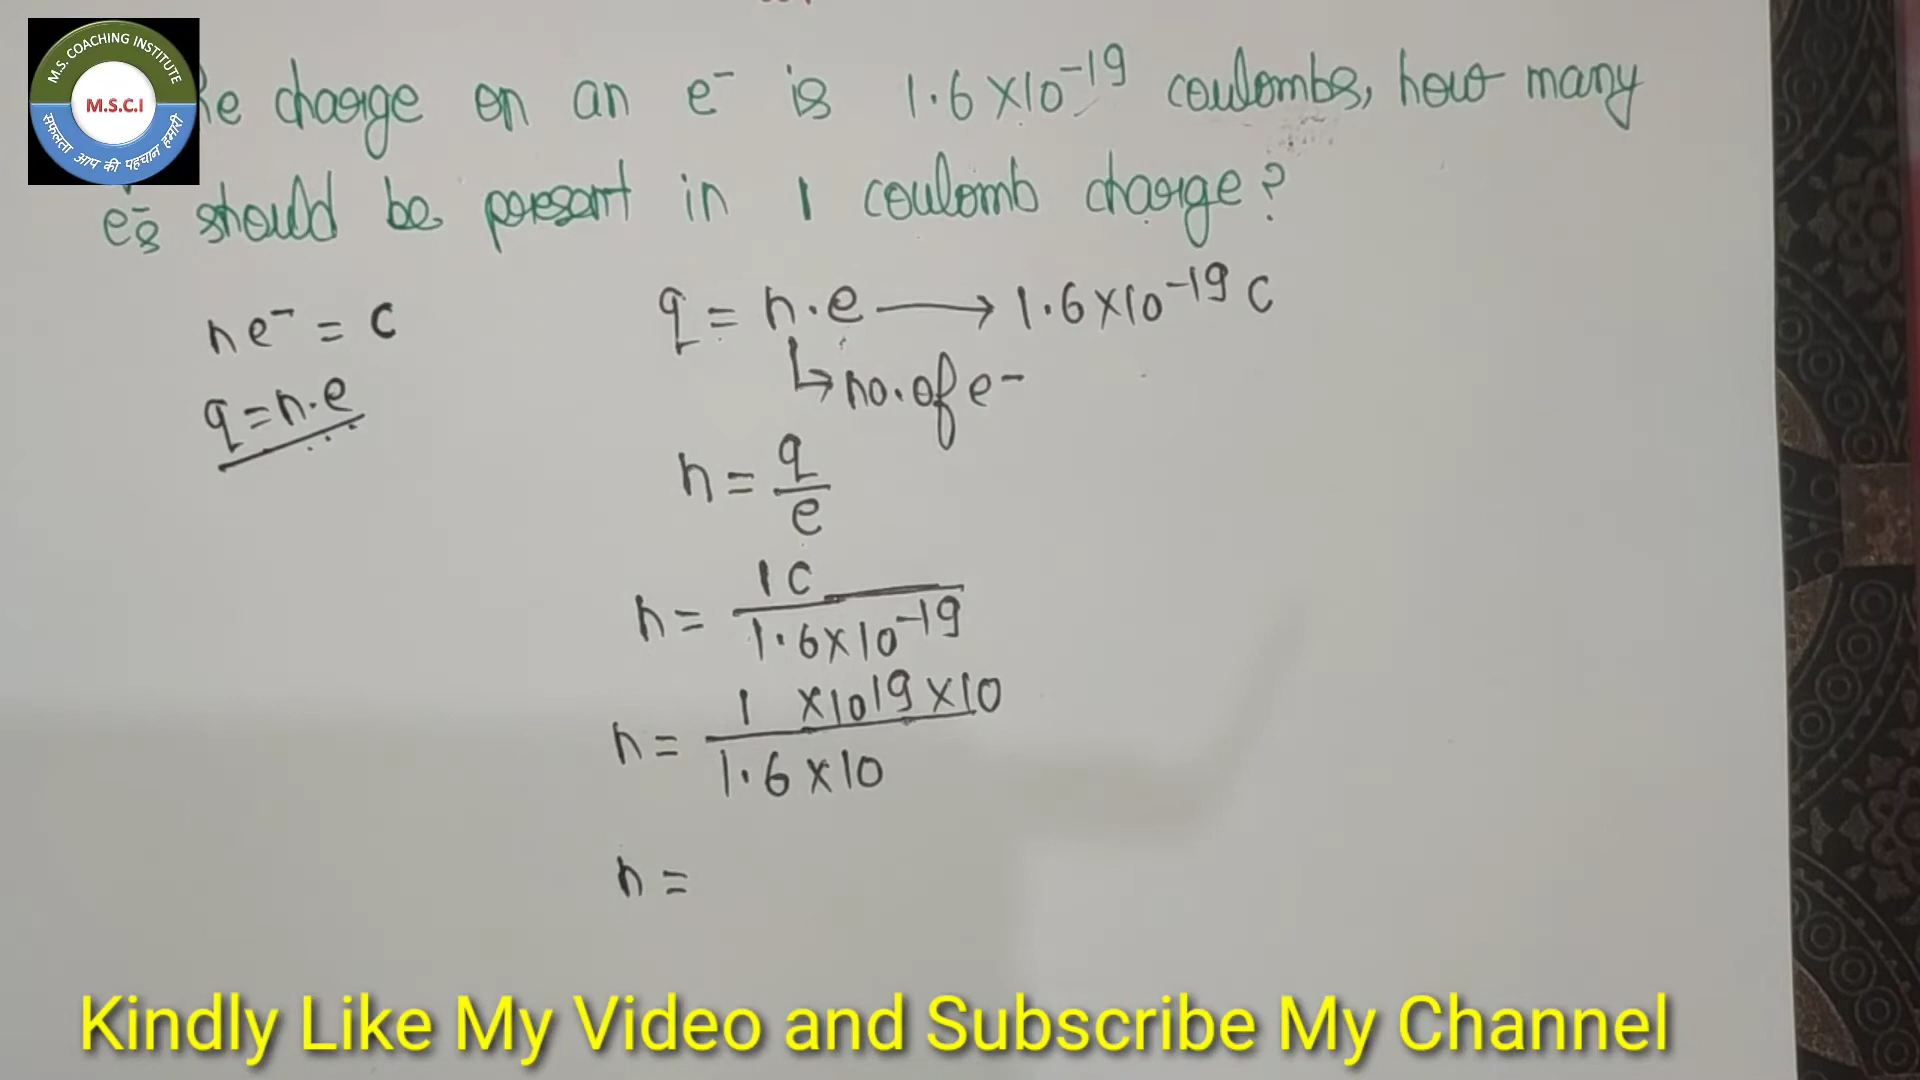 M.S. COACHING INSTITUTE
M.S.C.I
सफलता आप की पहचान हमारी
charge on an e⁻ is 1.6×10⁻¹⁹ coulombs, how many
e⁻s should be present in 1 coulomb charge?
ne⁻ = C
q=n.e
q = n.e → 1.6×10⁻¹⁹ C
↳ no. of e⁻
n = q/e
n = 1C / 1.6×10⁻¹⁹
n = 1 ×10¹⁹×10 / 1.6×10
n =
Kindly Like My Video and Subscribe My Channel